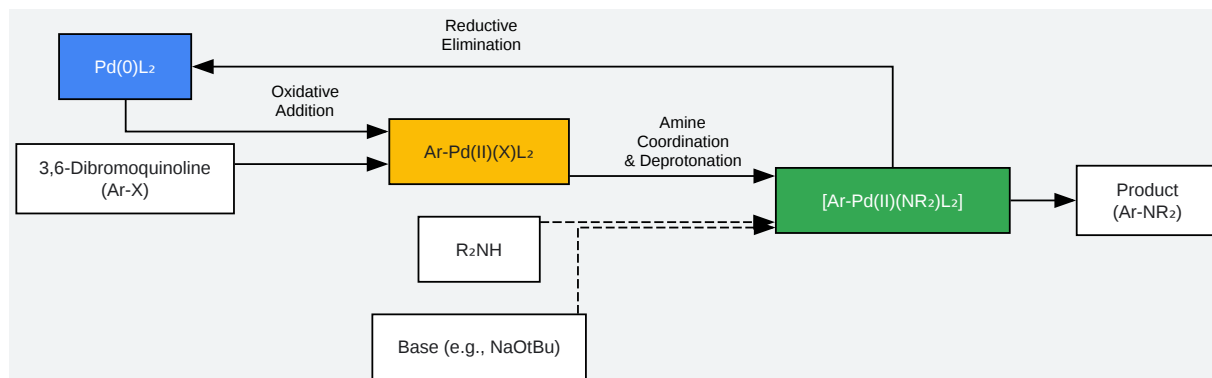 Reductive
Elimination
Pd(0)L₂
Oxidative
Addition
3,6-Dibromoquinoline
(Ar-X)
Ar-Pd(II)(X)L₂
Amine
Coordination
& Deprotonation
[Ar-Pd(II)(NR₂)L₂]
Product
(Ar-NR₂)
R₂NH
Base (e.g., NaOtBu)